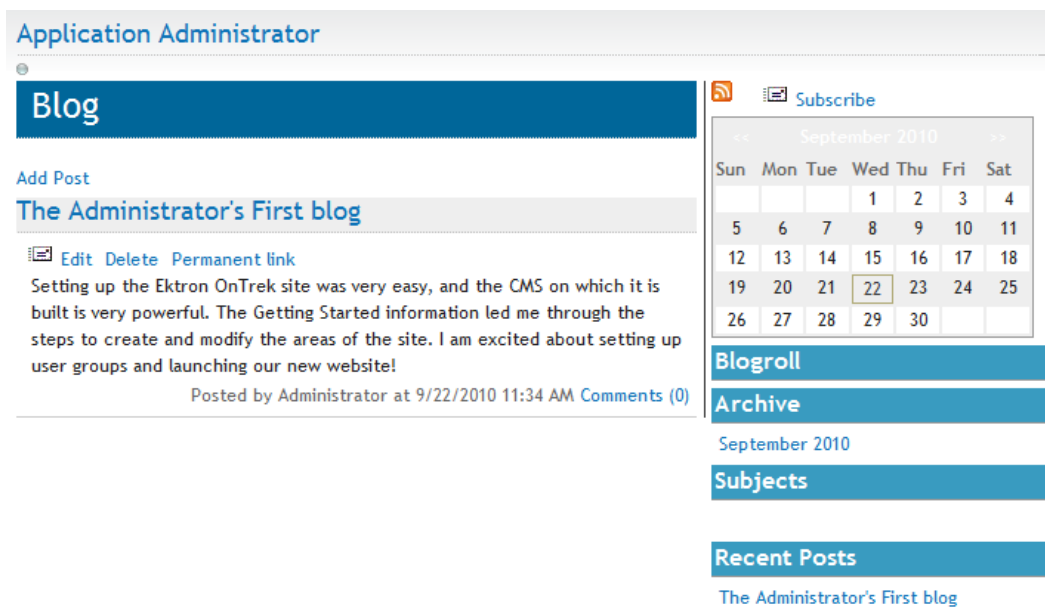 Application Administrator
Blog
Add Post
The Administrator's First blog
Edit Delete Permanent link
Setting up the Ektron OnTrek site was very easy, and the CMS on which it is
built is very powerful. The Getting Started information led me through the
steps to create and modify the areas of the site. I am excited about setting up
user groups and launching our new website!
Posted by Administrator at 9/22/2010 11:34 AM Comments (0)
Subscribe
<< September 2010 >>
Sun Mon Tue Wed Thu Fri Sat
1 2 3 4
5 6 7 8 9 10 11
12 13 14 15 16 17 18
19 20 21 22 23 24 25
26 27 28 29 30
Blogroll
Archive
September 2010
Subjects
Recent Posts
The Administrator's First blog